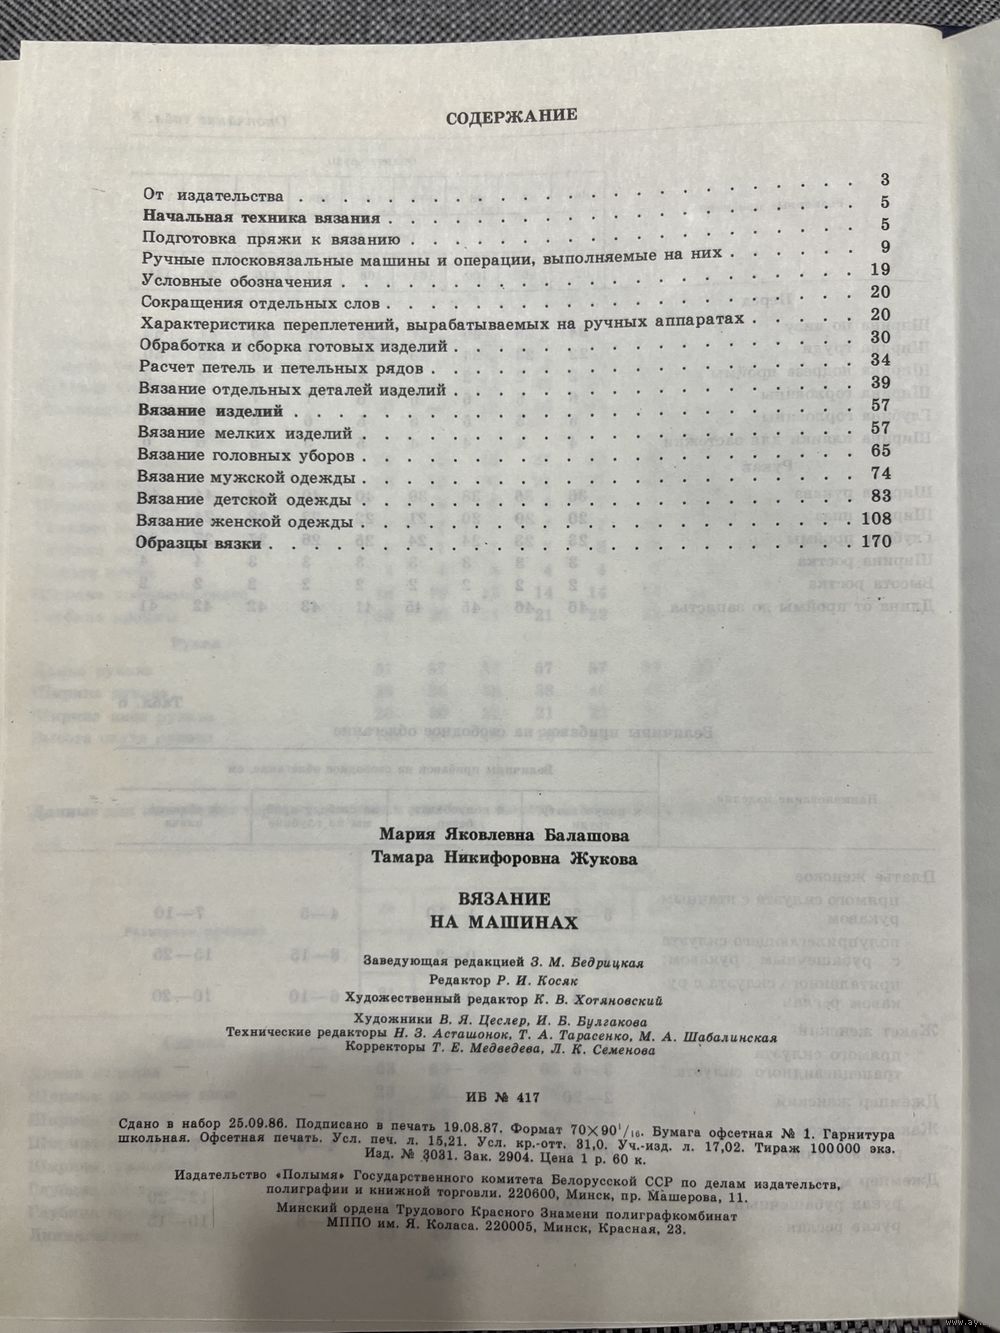 СОДЕРЖАНИЕ
От издательства . . . . . . . . . . . . . . . . . . . . . . . . . 3
Начальная техника вязания . . . . . . . . . . . . . . . . . . . . . 5
Подготовка пряжи к вязанию . . . . . . . . . . . . . . . . . . . . 5
Ручные плосковязальные машины и операции, выполняемые на них . . . . . . 9
Условные обозначения . . . . . . . . . . . . . . . . . . . . . . . 19
Сокращения отдельных слов . . . . . . . . . . . . . . . . . . . . . 20
Характеристика переплетений, вырабатываемых на ручных аппаратах . . . . . 20
Обработка и сборка готовых изделий . . . . . . . . . . . . . . . . . . 30
Расчет петель и петельных рядов . . . . . . . . . . . . . . . . . . . 34
Вязание отдельных деталей изделий . . . . . . . . . . . . . . . . . . 39
Вязание изделий . . . . . . . . . . . . . . . . . . . . . . . . . 57
Вязание мелких изделий . . . . . . . . . . . . . . . . . . . . . . 57
Вязание головных уборов . . . . . . . . . . . . . . . . . . . . . . 65
Вязание мужской одежды . . . . . . . . . . . . . . . . . . . . . . 74
Вязание детской одежды . . . . . . . . . . . . . . . . . . . . . . 83
Вязание женской одежды . . . . . . . . . . . . . . . . . . . . . . 108
Образцы вязки . . . . . . . . . . . . . . . . . . . . . . . . . . 170
Мария Яковлевна Балашова
Тамара Никифоровна Жукова
ВЯЗАНИЕ
НА МАШИНАХ
Заведующая редакцией З. М. Бедрицкая
Редактор Р. И. Косяк
Художественный редактор К. В. Хотяновский
Художники В. Я. Цеслер, И. Б. Булгакова
Технические редакторы Н. З. Асташонок, Т. А. Тарасенко, М. А. Шабалинская
Корректоры Т. Е. Медведева, Л. К. Семенова
ИБ № 417
Сдано в набор 25.09.86. Подписано в печать 19.08.87. Формат 70×90¹/₁₆. Бумага офсетная № 1. Гарнитура
школьная. Офсетная печать. Усл. печ. л. 15,21. Усл. кр.-отт. 31,0. Уч.-изд. л. 17,02. Тираж 100 000 экз.
Изд. № 3031. Зак. 2904. Цена 1 р. 60 к.
Издательство «Полымя» Государственного комитета Белорусской ССР по делам издательств,
полиграфии и книжной торговли. 220600, Минск, пр. Машерова, 11.
Минский ордена Трудового Красного Знамени полиграфкомбинат
МППО им. Я. Коласа. 220005, Минск, Красная, 23.